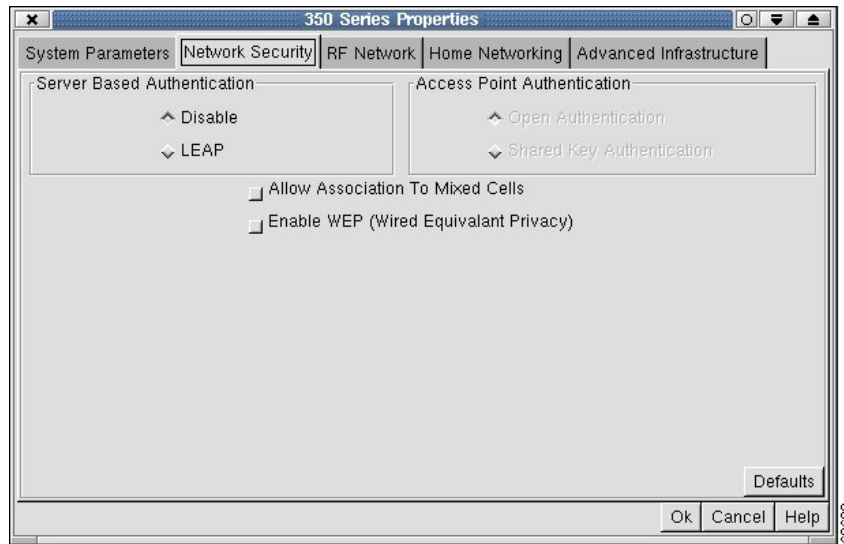 350 Series Properties
System Parameters Network Security RF Network Home Networking Advanced Infrastructure
Server Based Authentication Access Point Authentication
Disable Open Authentication
LEAP Shared Key Authentication
Allow Association To Mixed Cells
Enable WEP (Wired Equivalant Privacy)
Defaults
Ok Cancel Help